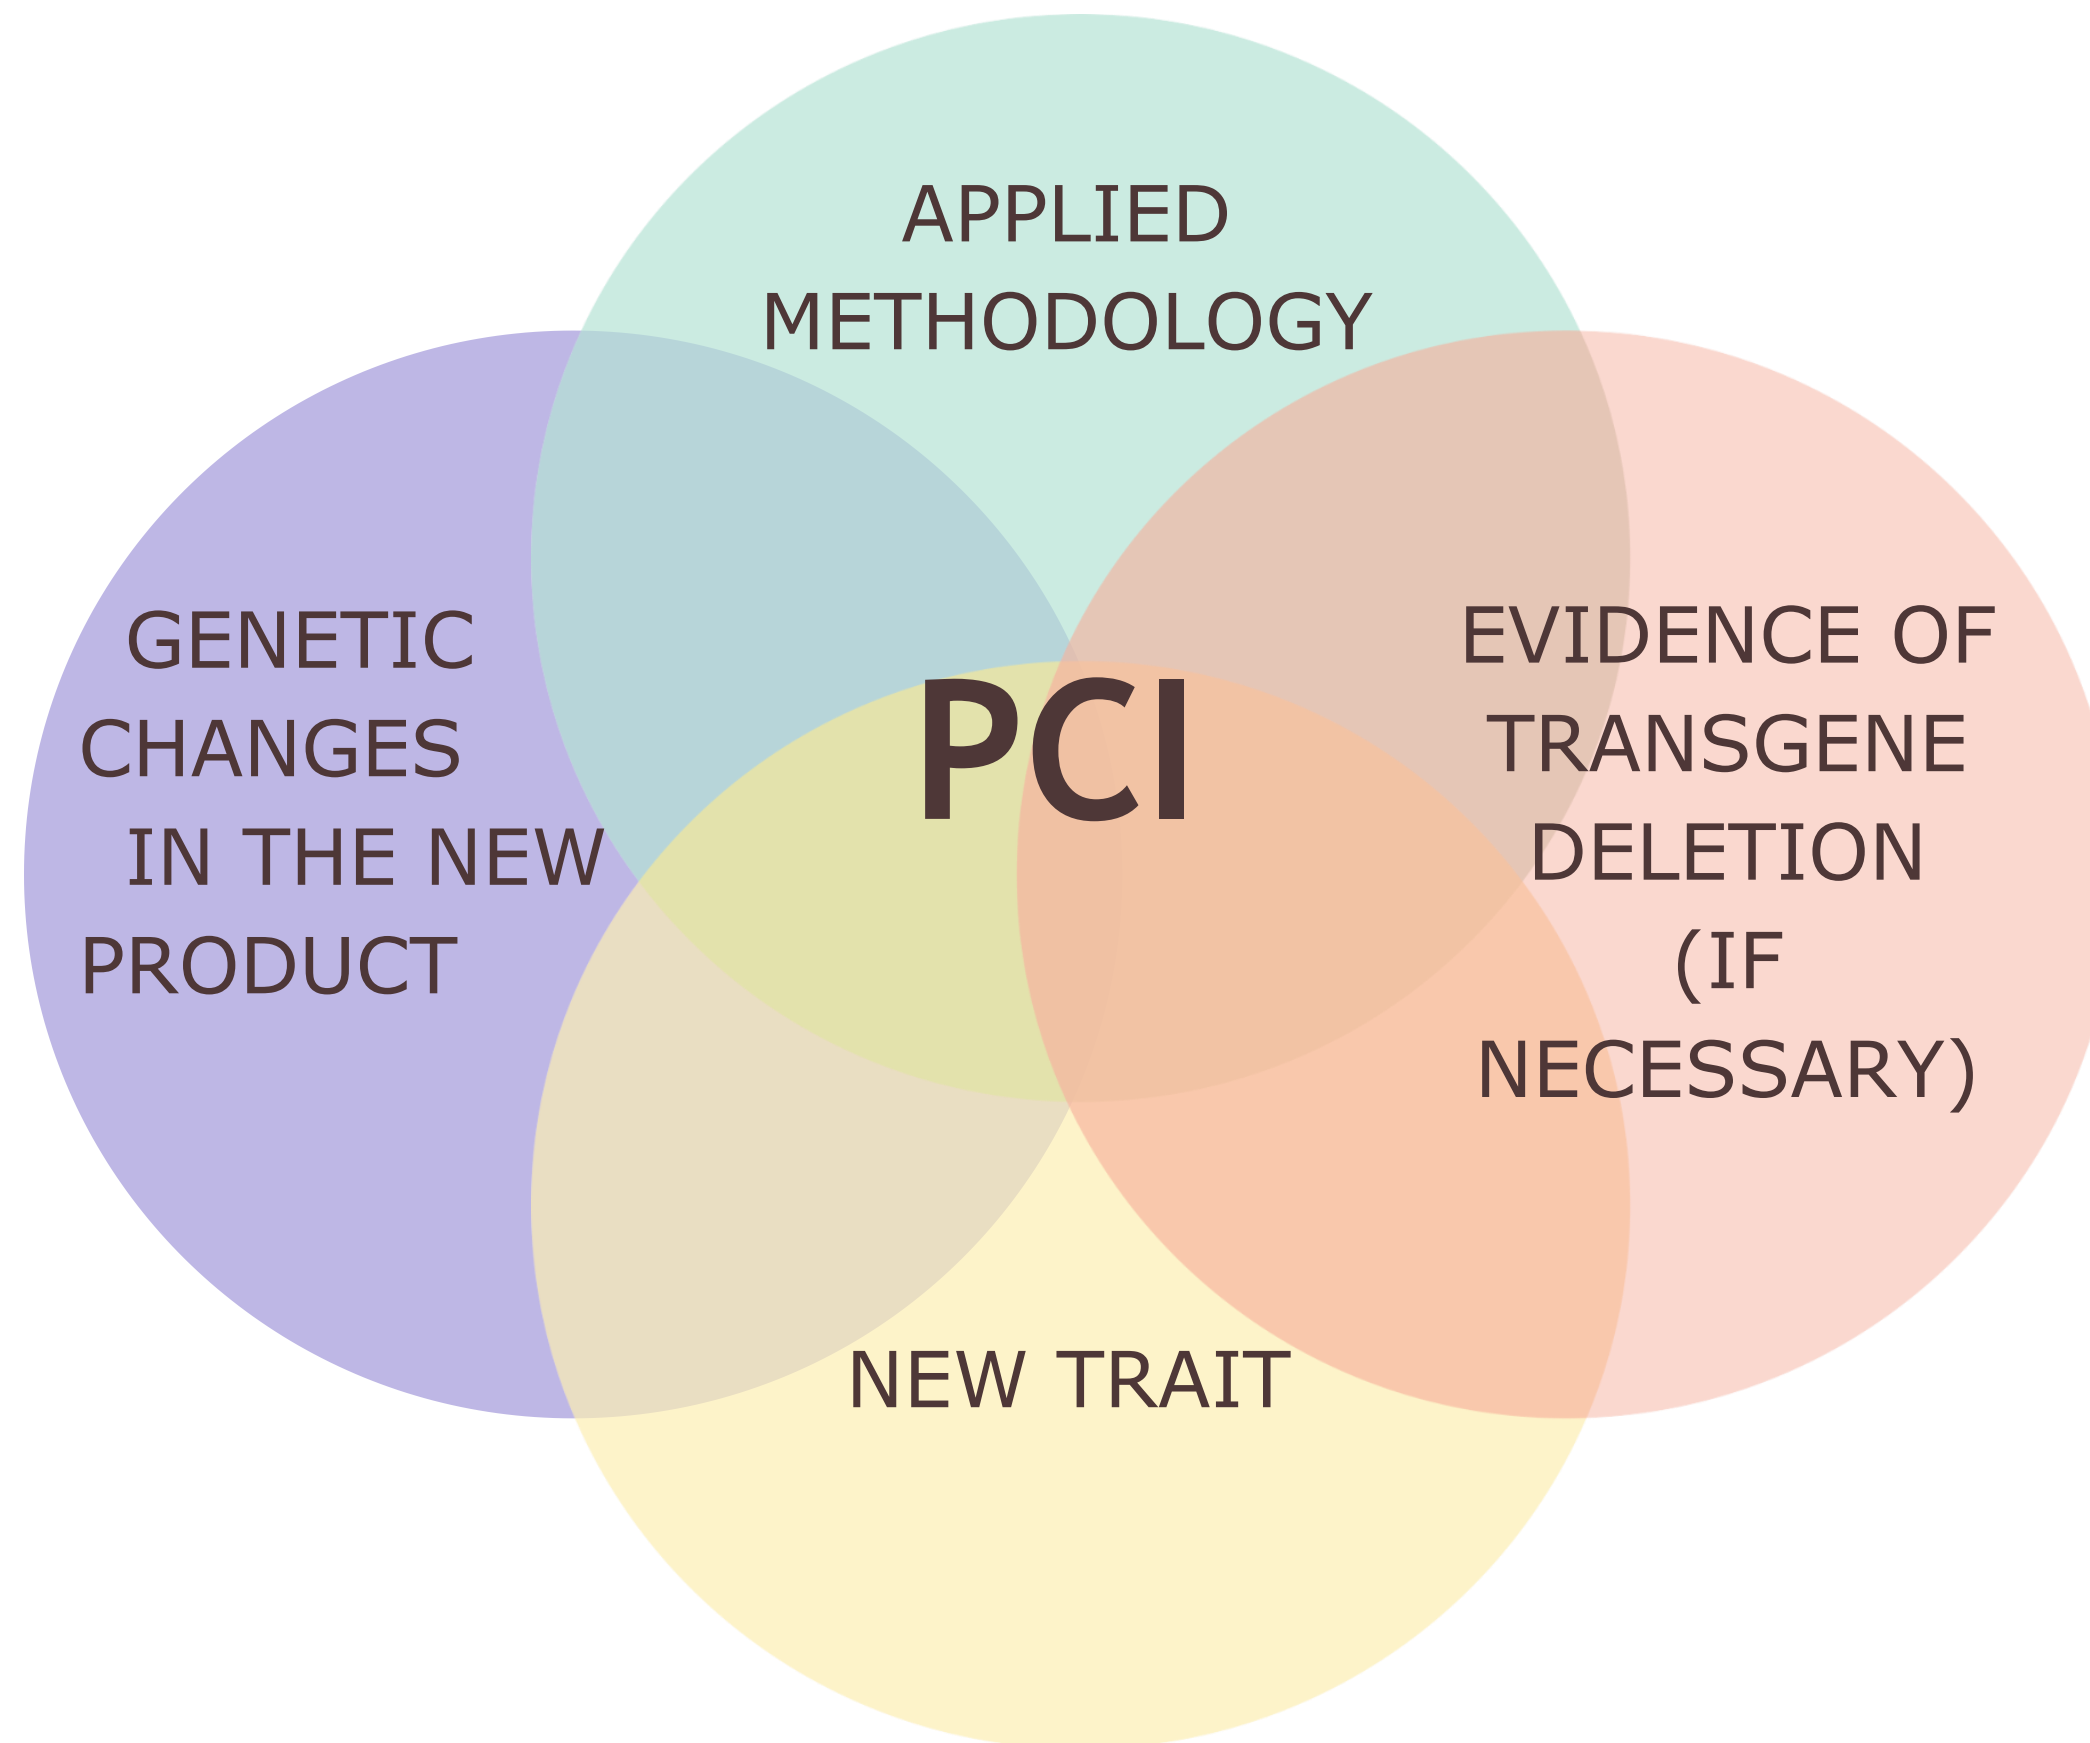 APPLIED
METHODOLOGY
GENETIC
CHANGES
IN THE NEW
PRODUCT
PCI
EVIDENCE OF
TRANSGENE
DELETION
(IF
NECESSARY)
NEW TRAIT